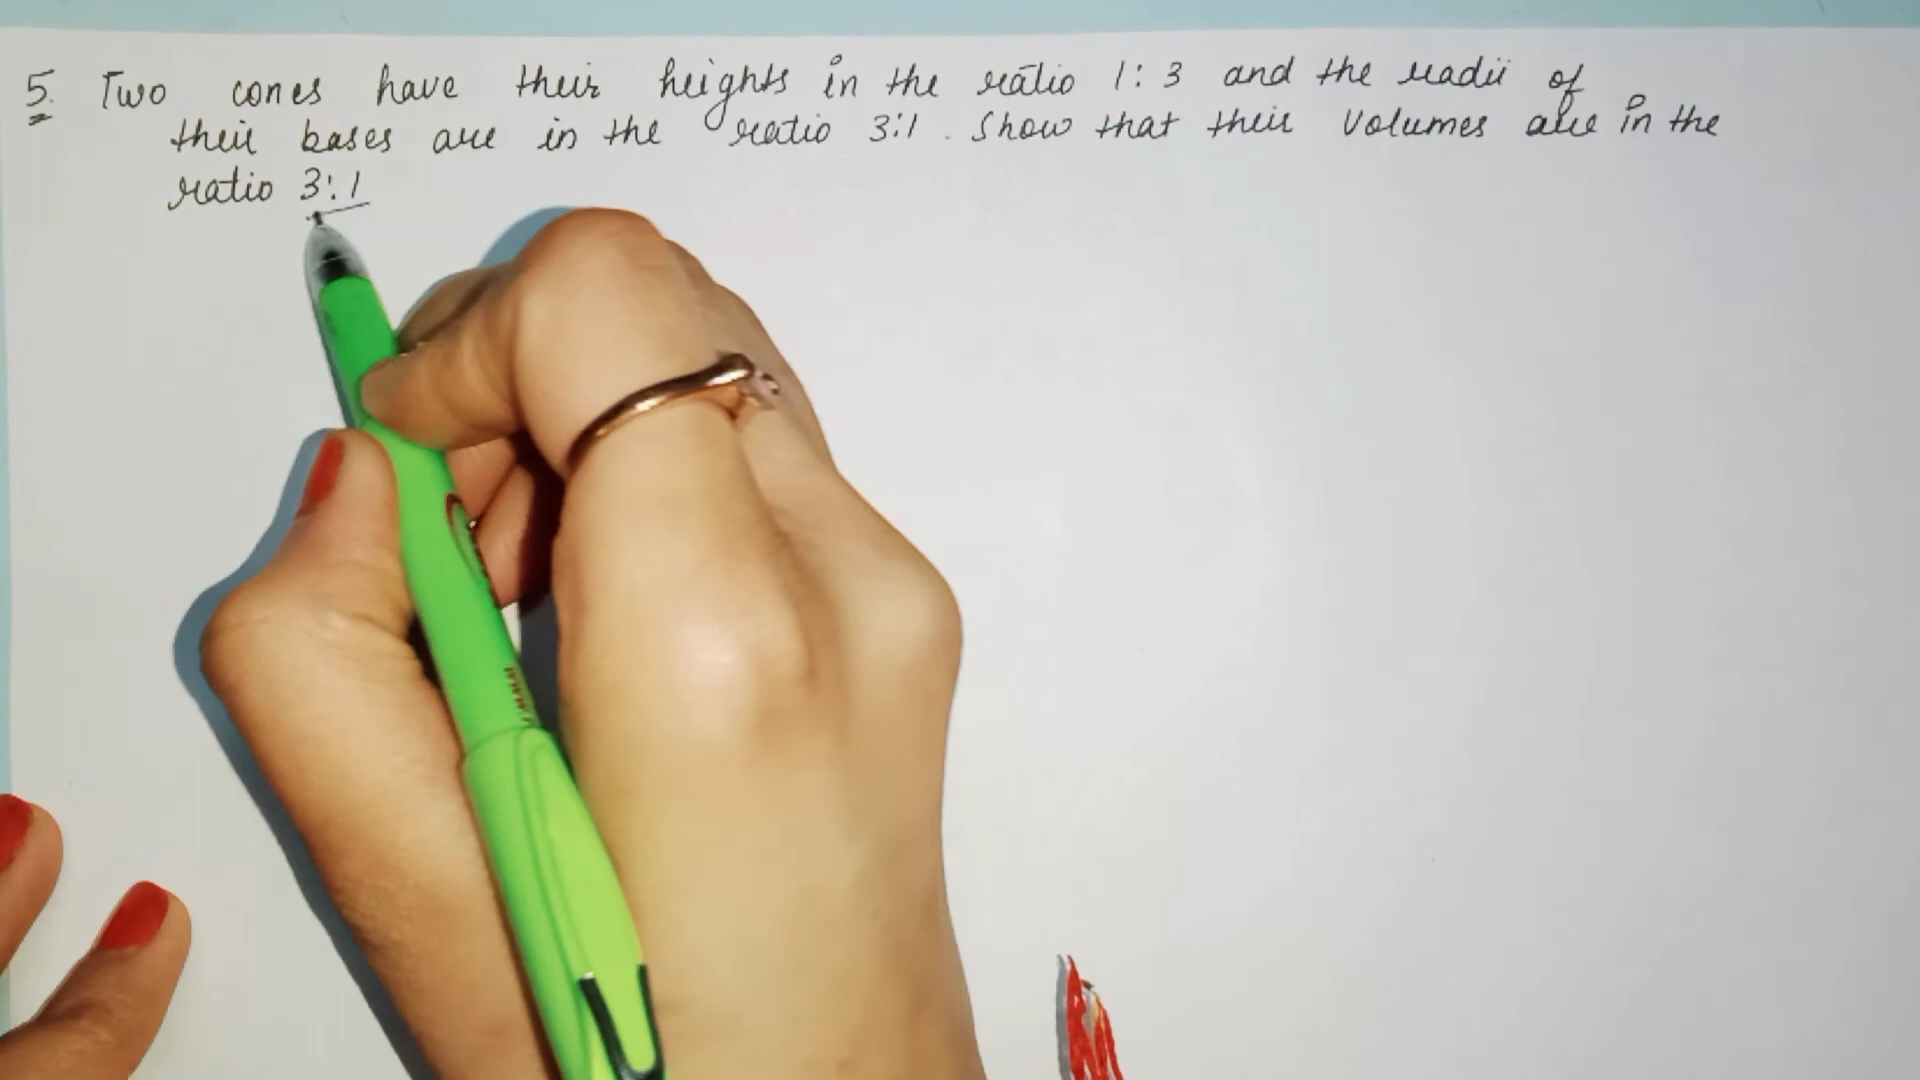 5. Two cones have their heights in the ratio 1:3 and the radii of
their bases are in the ratio 3:1. Show that their Volumes are in the
ratio 3:1